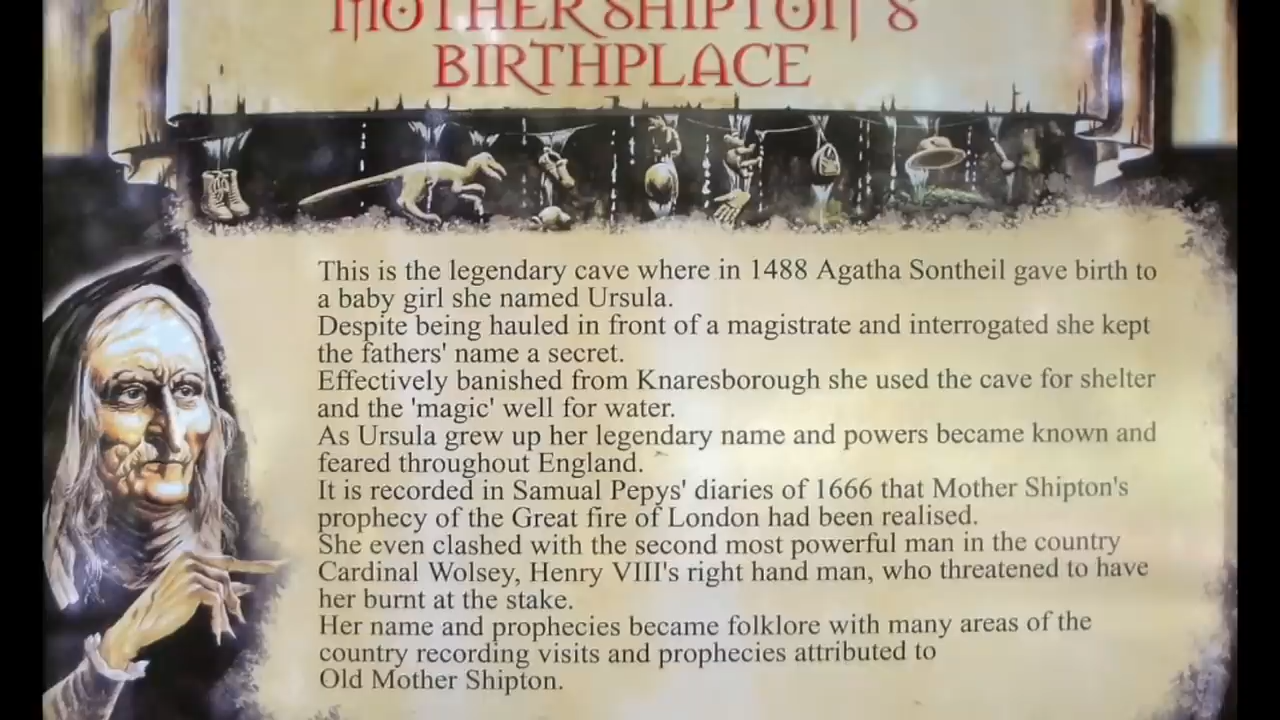 MOTHER SHIPTON'S
BIRTHPLACE
This is the legendary cave where in 1488 Agatha Sontheil gave birth to
a baby girl she named Ursula.
Despite being hauled in front of a magistrate and interrogated she kept
the fathers' name a secret.
Effectively banished from Knaresborough she used the cave for shelter
and the 'magic' well for water.
As Ursula grew up her legendary name and powers became known and
feared throughout England.
It is recorded in Samual Pepys' diaries of 1666 that Mother Shipton's
prophecy of the Great fire of London had been realised.
She even clashed with the second most powerful man in the country
Cardinal Wolsey, Henry VIII's right hand man, who threatened to have
her burnt at the stake.
Her name and prophecies became folklore with many areas of the
country recording visits and prophecies attributed to
Old Mother Shipton.